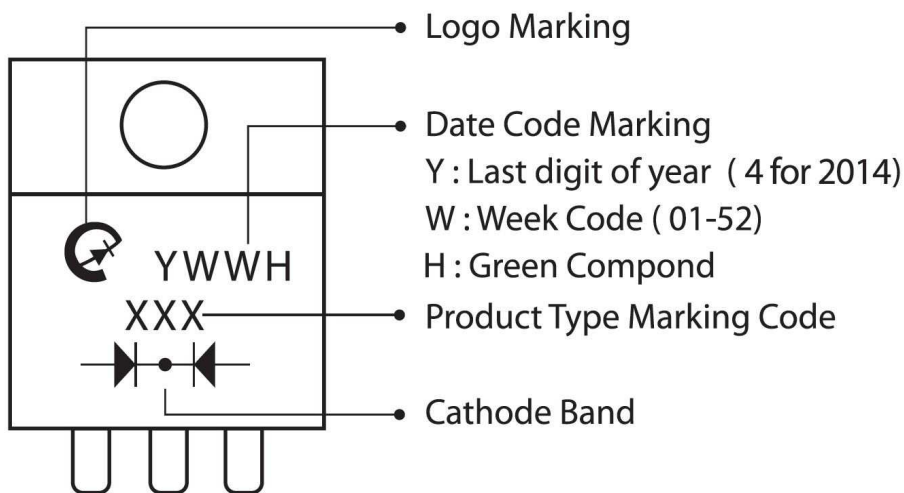 Logo Marking
Date Code Marking
Y : Last digit of year ( 4 for 2014)
W : Week Code ( 01-52)
YWWH
H : Green Compond
XXX
Product Type Marking Code
Cathode Band